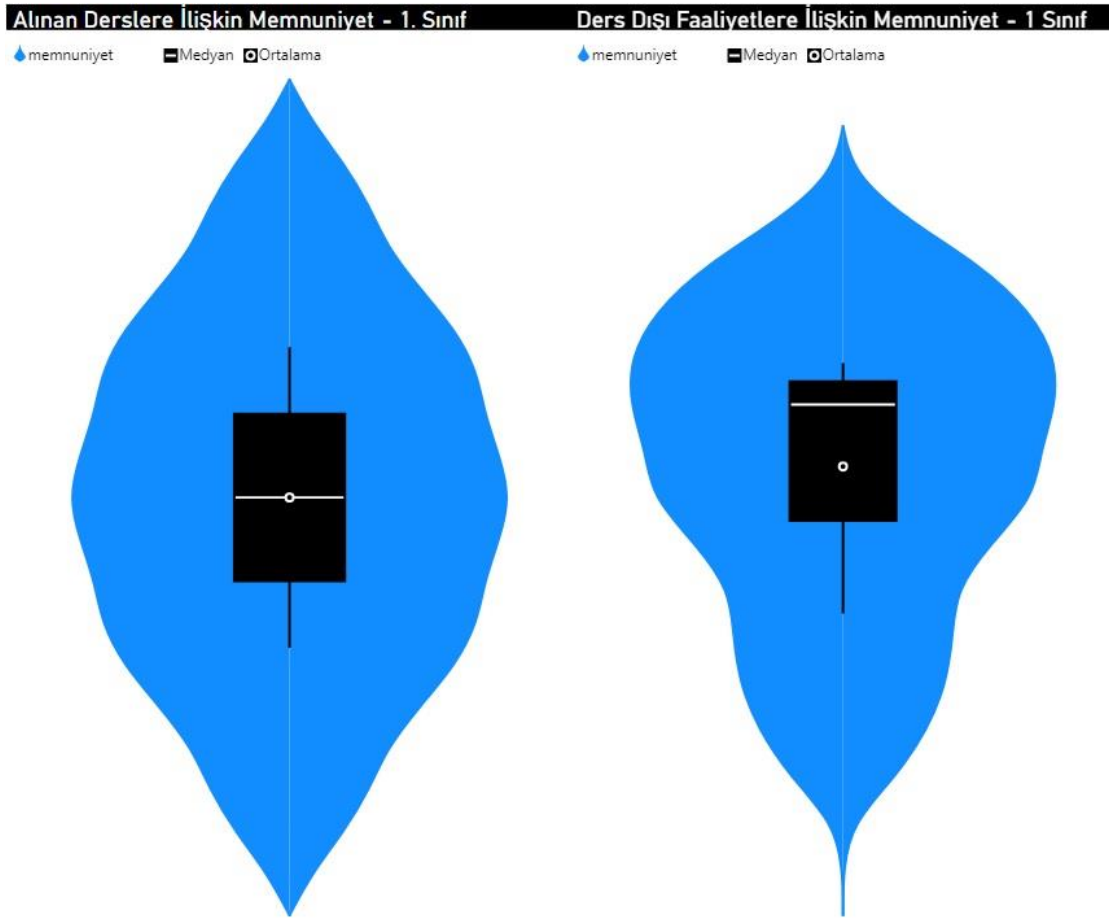 Alınan Derslere İlişkin Memnuniyet - 1. Sınıf
memnuniyet Medyan Ortalama
Ders Dışı Faaliyetlere İlişkin Memnuniyet - 1 Sınıf
memnuniyet Medyan Ortalama